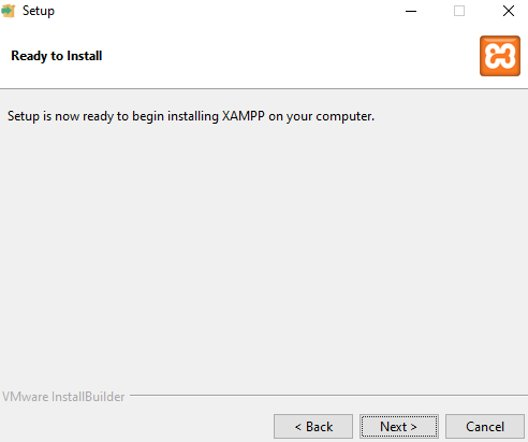 Setup
Ready to Install
Setup is now ready to begin installing XAMPP on your computer.
VMware InstallBuilder
< Back Next > Cancel